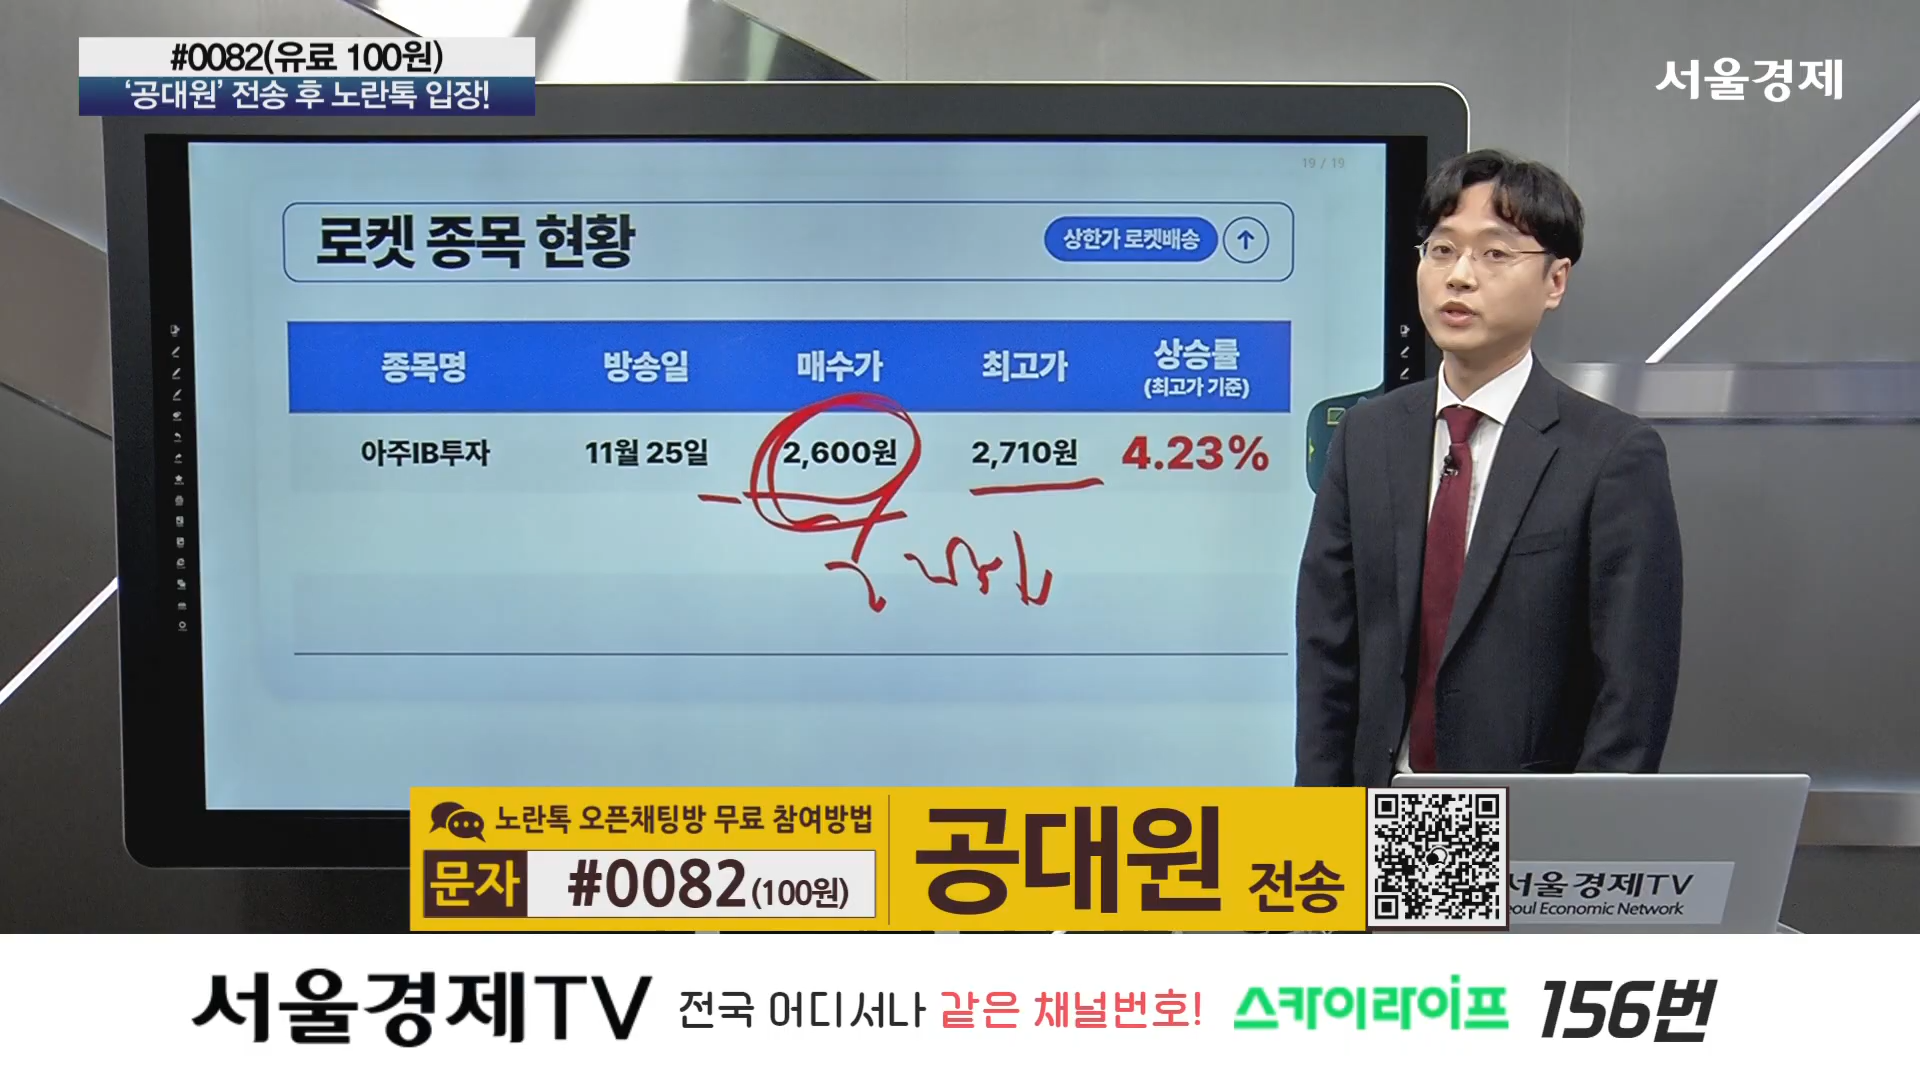 #0082(유료 100원)
‘공대원’ 전송 후 노란톡 입장!
서울경제
19 / 19
로켓 종목 현황
상한가 로켓배송
종목명 방송일 매수가 최고가 상승률
(최고가 기준)
아주IB투자 11월 25일 2,600원 2,710원 4.23%
노란톡 오픈채팅방 무료 참여방법
문자 #0082(100원)
공대원 전송
서울경제TV
Seoul Economic Network
서울경제TV 전국 어디서나 같은 채널번호! 스카이라이프 156번